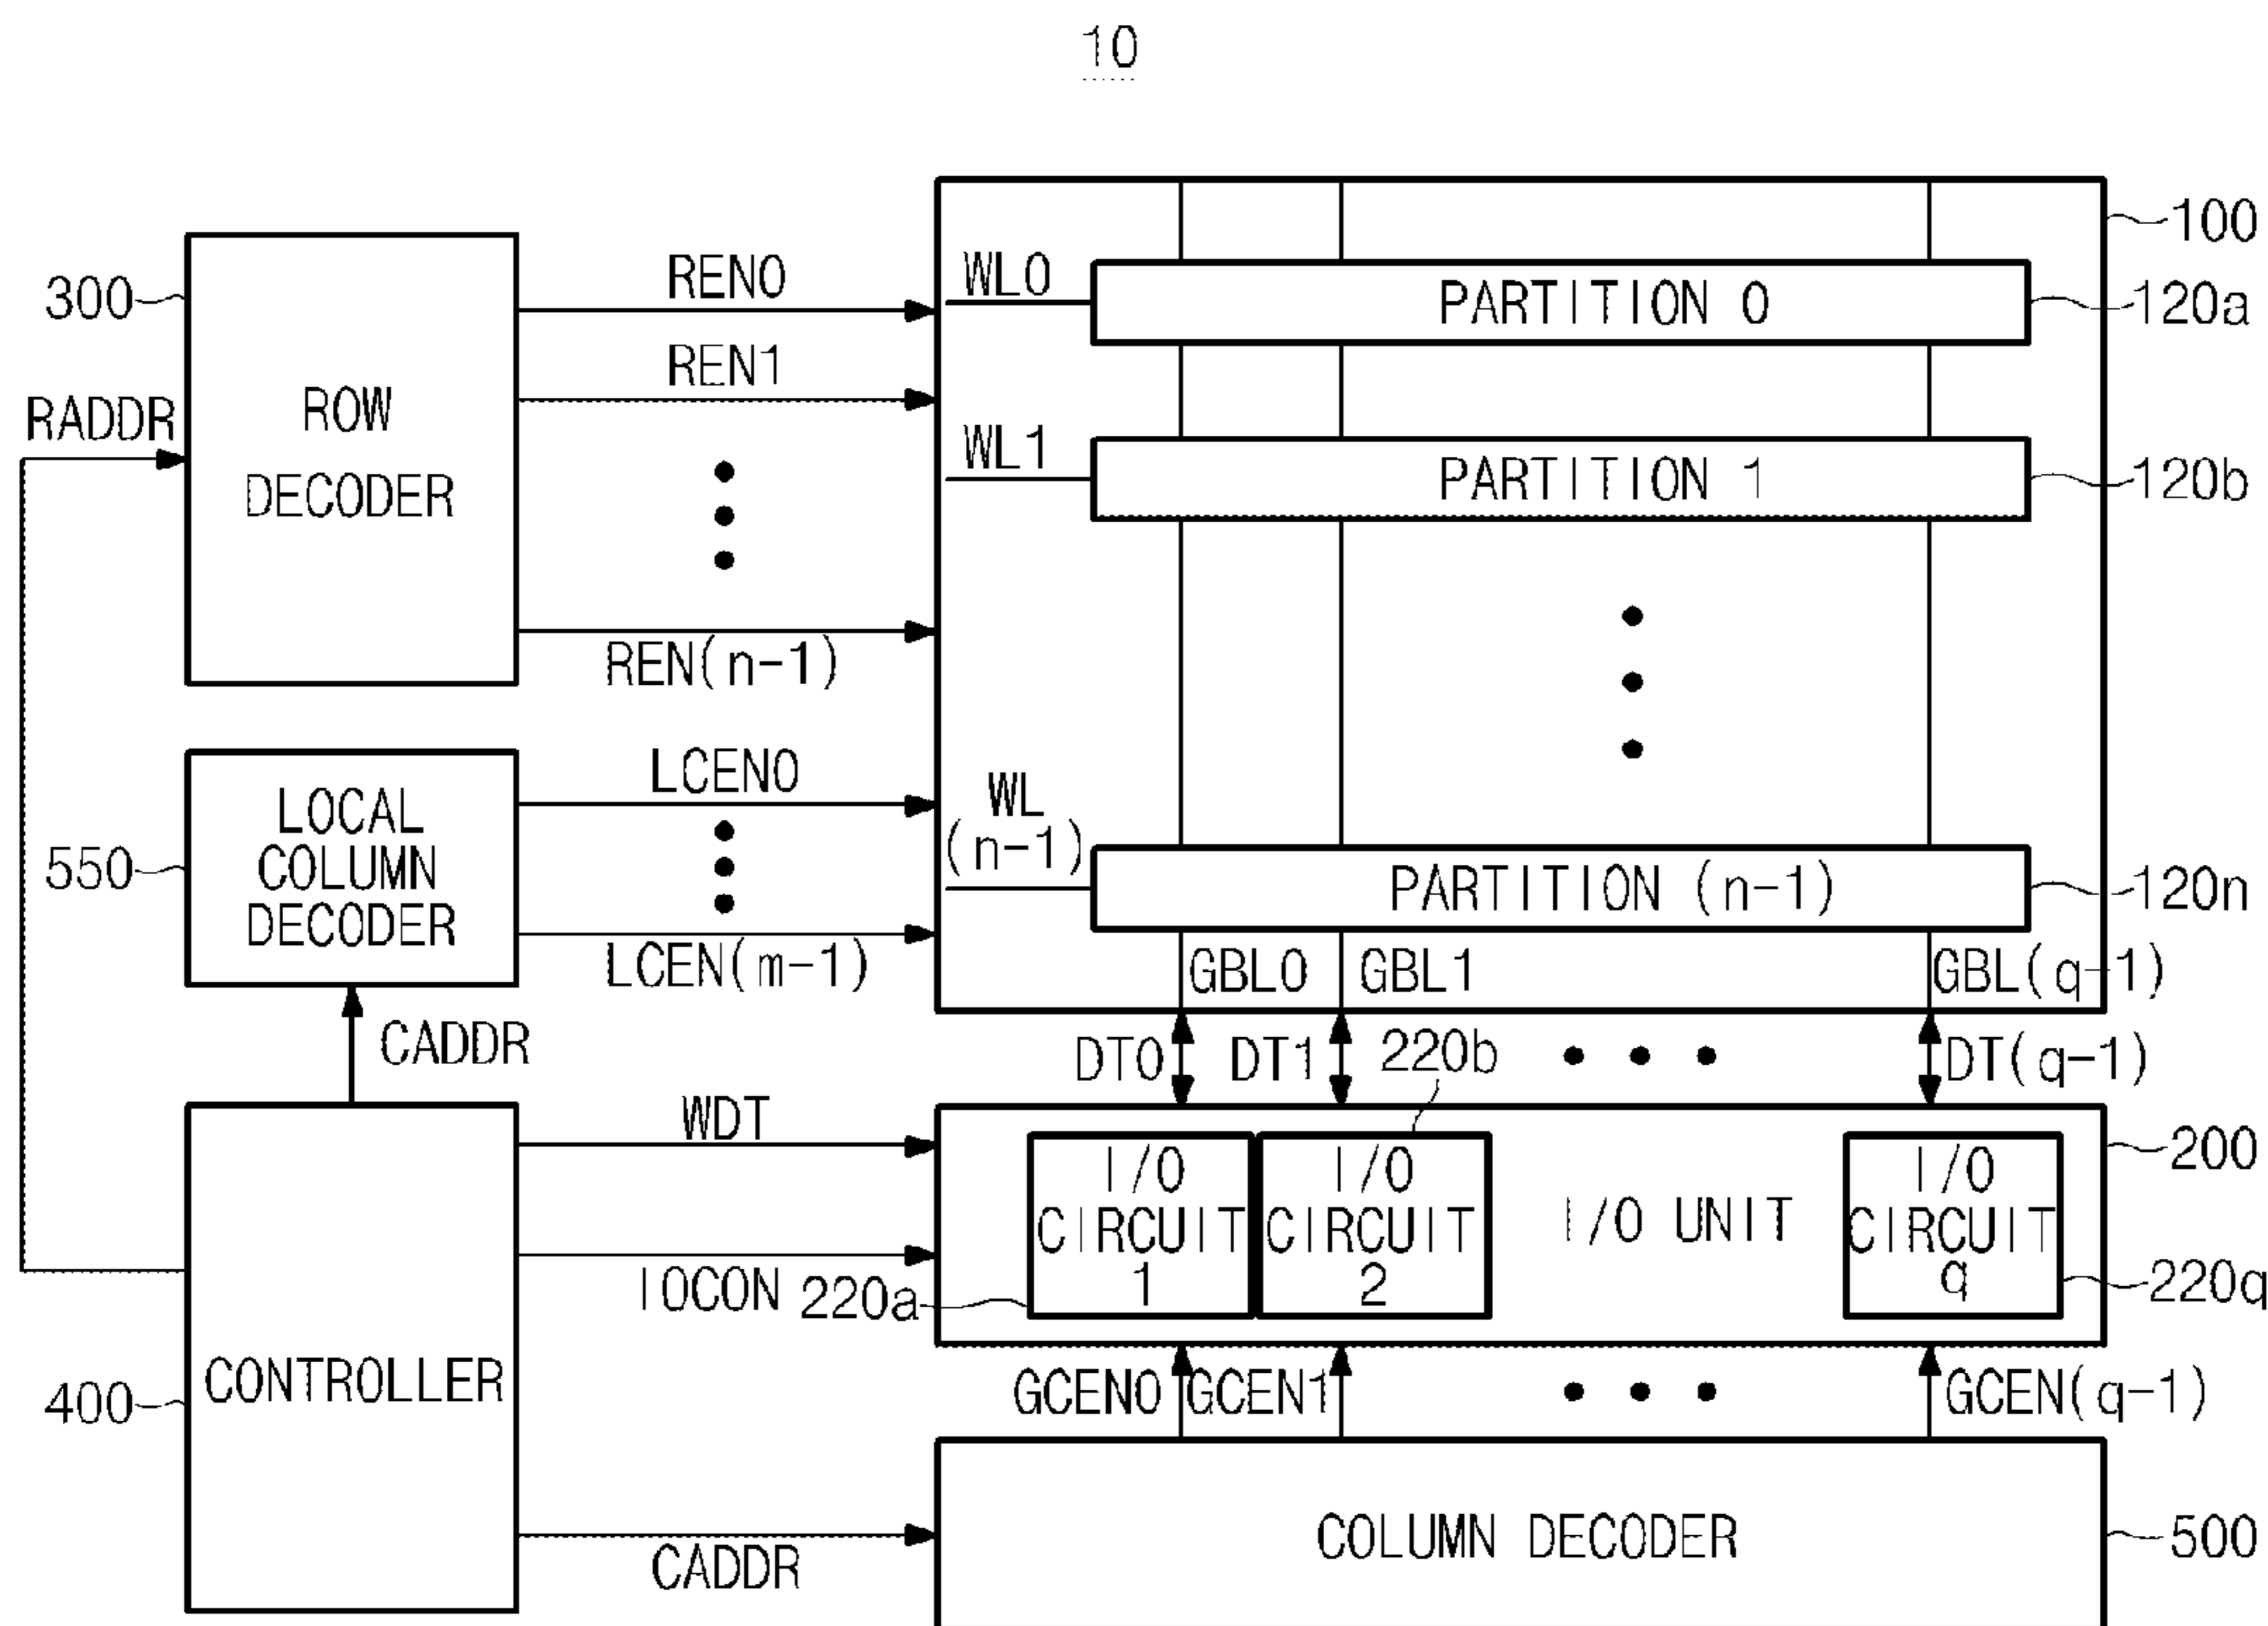 10
100
300
ROW
DECODER
RADDR
REN0
REN1
REN(n-1)
WL0
PARTITION 0
120a
WL1
PARTITION 1
120b
WL
(n-1)
PARTITION (n-1)
120n
550
LOCAL
COLUMN
DECODER
LCEN0
LCEN(m-1)
GBL0
GBL1
GBL(q-1)
CADDR
DT0
DT1
220b
DT(q-1)
400
CONTROLLER
WDT
IOCON
220a
I/O
CIRCUIT
1
I/O
CIRCUIT
2
I/O UNIT
I/O
CIRCUIT
q
200
220q
GCEN0
GCEN1
GCEN(q-1)
CADDR
COLUMN DECODER
500